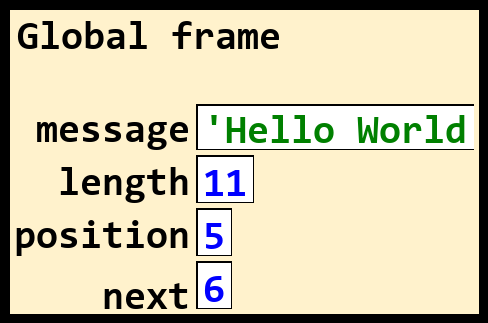 Global frame
message 'Hello World
length 11
position 5
next 6